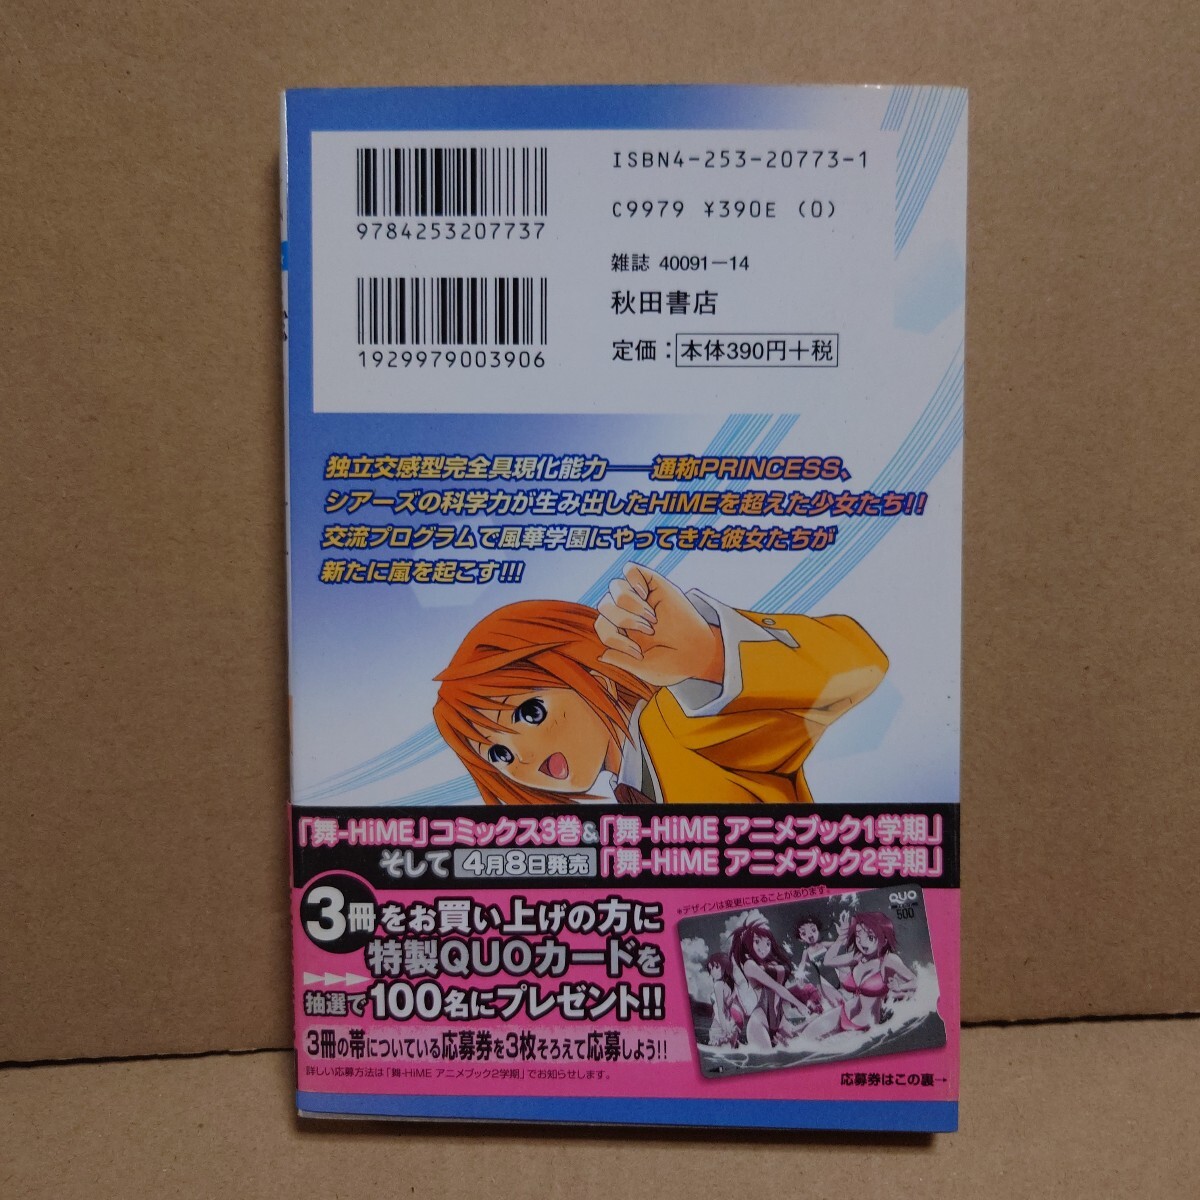 9784253207737
1929979003906
ISBN4-253-20773-1
C9979 ¥390E (0)
雑誌 40091-14
秋田書店
定価：本体390円+税
独立交感型完全具現化能力――通称PRINCESS、
シアーズの科学力が生み出したHiMEを超えた少女たち!!
交流プログラムで風華学園にやってきた彼女たちが
新たに嵐を起こす!!!
「舞-HiME」コミックス3巻&「舞-HiME アニメブック1学期」
そして 4月8日発売 「舞-HiME アニメブック2学期」
3冊をお買い上げの方に
特製QUOカードを
抽選で100名にプレゼント!!
3冊の帯についている応募券を3枚そろえて応募しよう!!
詳しい応募方法は「舞-HiME アニメブック2学期」でお知らせします。
*デザインは変更になることがあります。
QUO
500
応募券はこの裏→